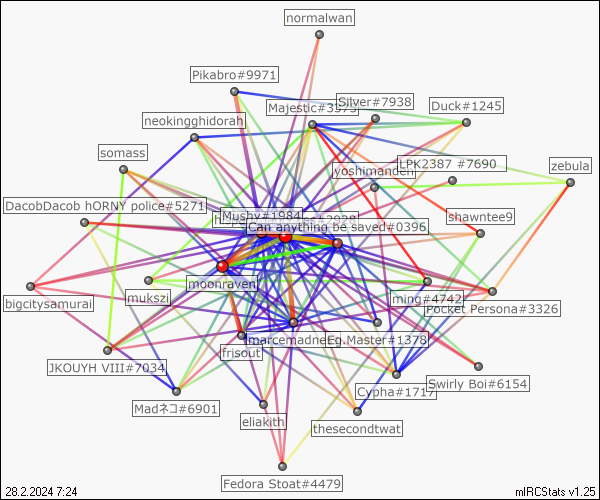 normalwan
Pikabro#9971
Majestic#3575
Silver#7938
Duck#1245
neokingghidorah
somass
yoshimanden
LPK2387 #7690
zebula
DacobDacob hORNY police#5271
Mushy#1984
shawntee9
Can anything be saved#0396
moonraven
mukszi
ming#4742
bigcitysamurai
Pocket Persona#3326
marcemadne
Eg.Master#1378
frisout
JKOUYH VIII#7034
Cypha#1717
Swirly Boi#6154
Madネコ#6901
eliakith
thesecondtwat
Fedora Stoat#4479
28.2.2024 7:24
mIRCStats v1.25